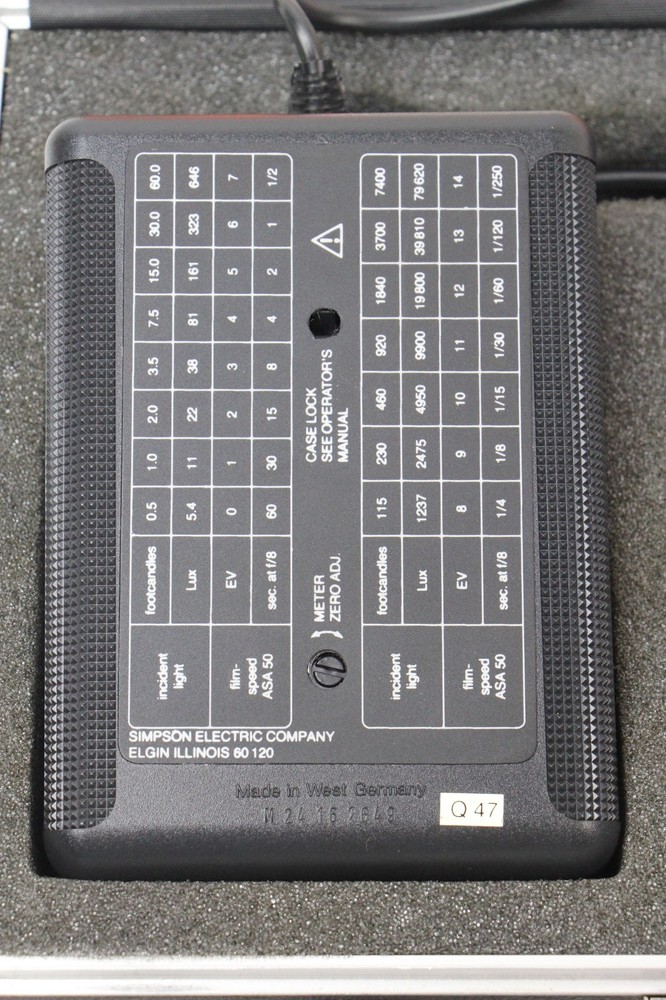 incident light footcandles 0.5 1.0 2.0 3.5 7.5 15.0 30.0 60.0
Lux 5.4 11 22 38 81 161 323 646
film-speed ASA 50 EV 0 1 2 3 4 5 6 7
sec. at f/8 60 30 15 8 4 2 1 1/2
METER
ZERO ADJ.
CASE LOCK
SEE OPERATOR'S
MANUAL
incident light footcandles 115 230 460 920 1840 3700 7400
Lux 1237 2475 4950 9900 19800 39810 79620
film-speed ASA 50 EV 8 9 10 11 12 13 14
sec. at f/8 1/4 1/8 1/15 1/30 1/60 1/120 1/250
SIMPSON ELECTRIC COMPANY
ELGIN ILLINOIS 60 120
Made in West Germany
M 24 16 2649
Q 47